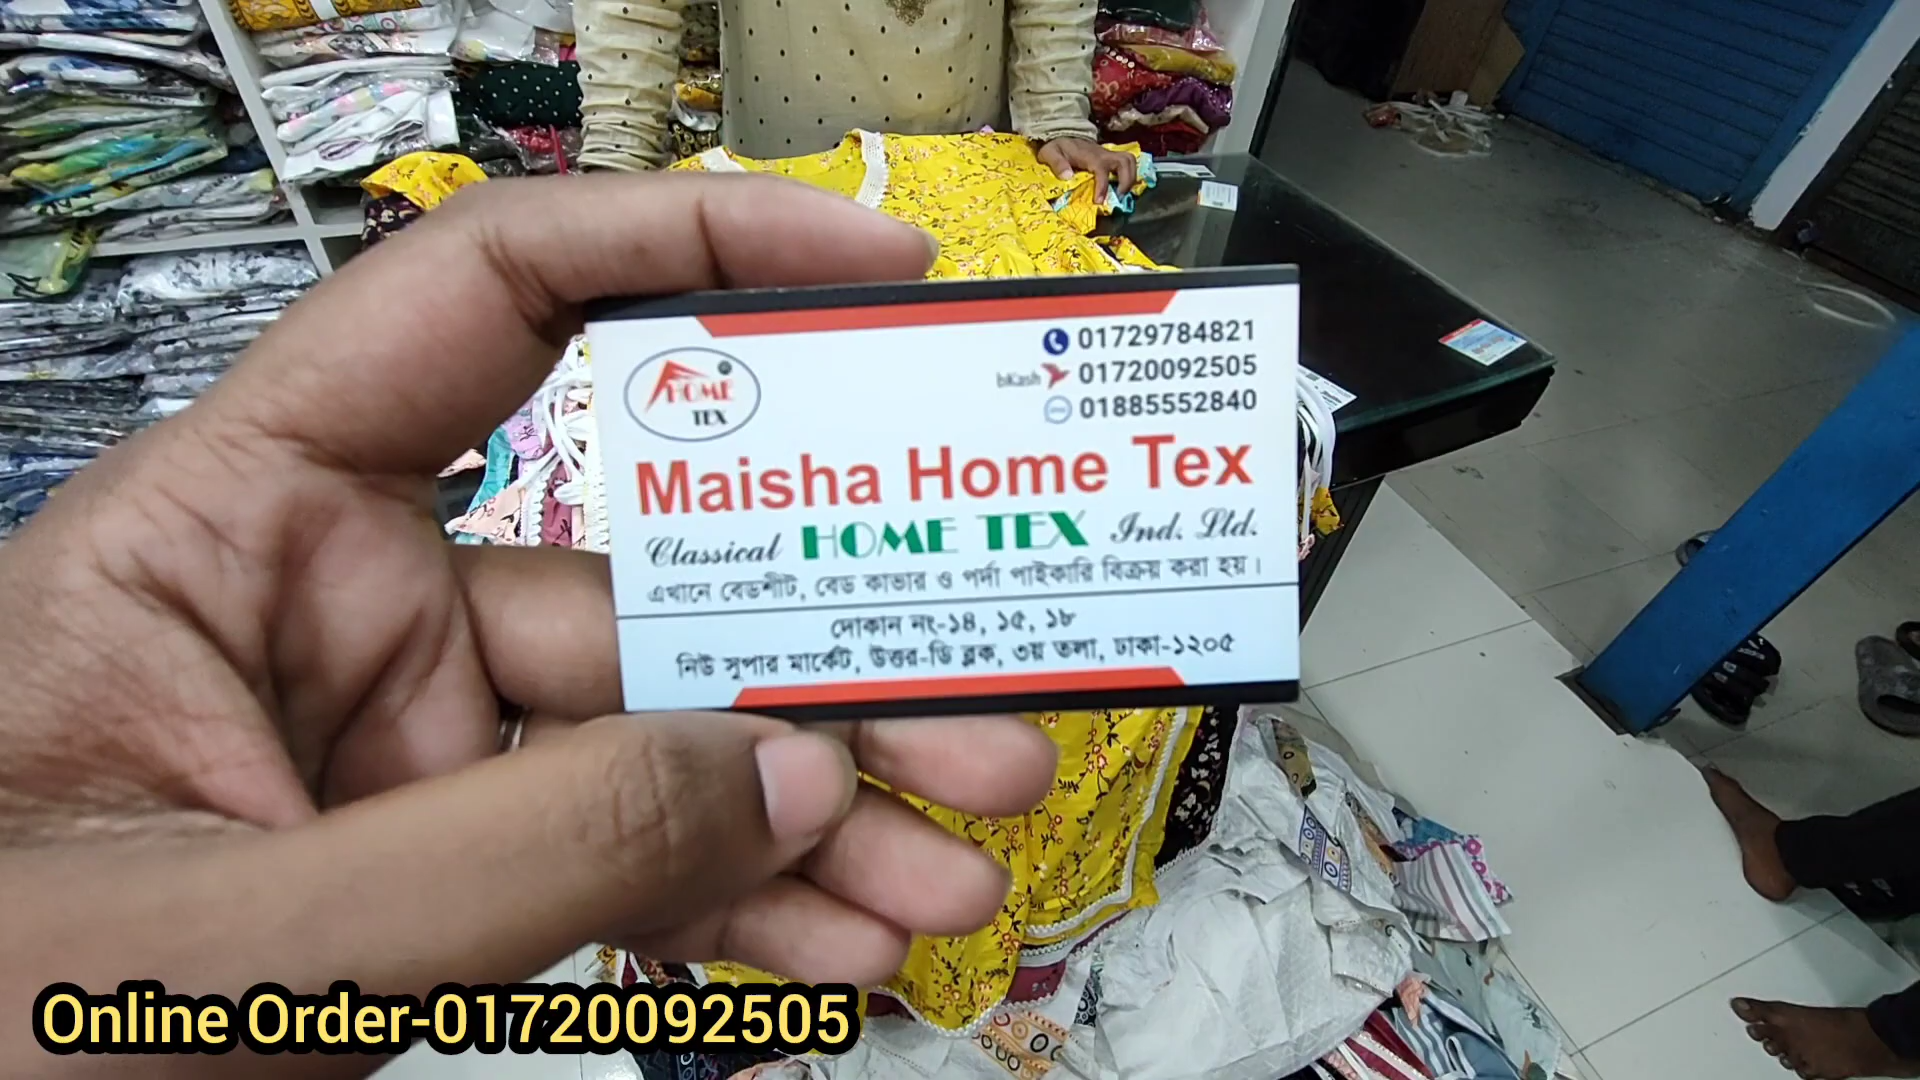 HOME
TEX
01729784821
bKash 01720092505
01885552840
Maisha Home Tex
Classical HOME TEX Ind. Ltd.
এখানে বেডশীট, বেড কাভার ও পর্দা পাইকারি বিক্রয় করা হয়।
দোকান নং-১৪, ১৫, ১৮
নিউ সুপার মার্কেট, উত্তর-ডি ব্লক, ৩য় তলা, ঢাকা-১২০৫
Online Order-01720092505